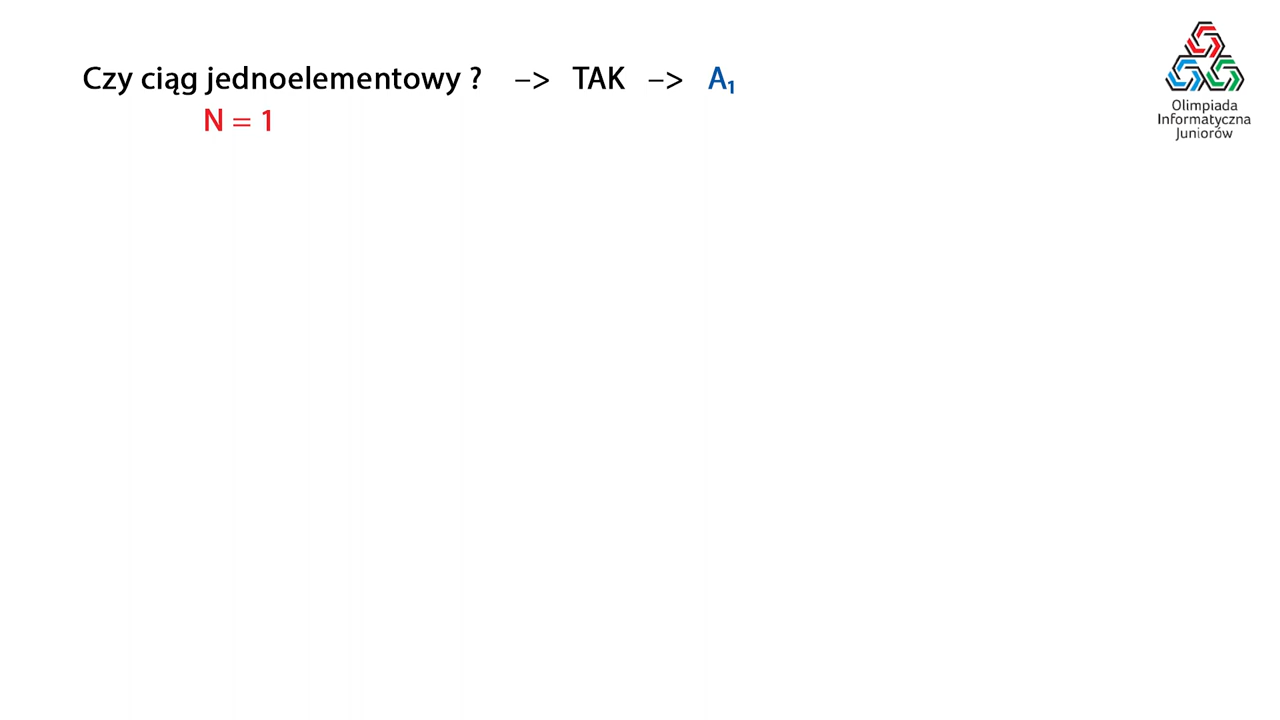 Czy ciąg jednoelementowy ? –> TAK –> A₁
N = 1
Olimpiada
Informatyczna
Juniorów